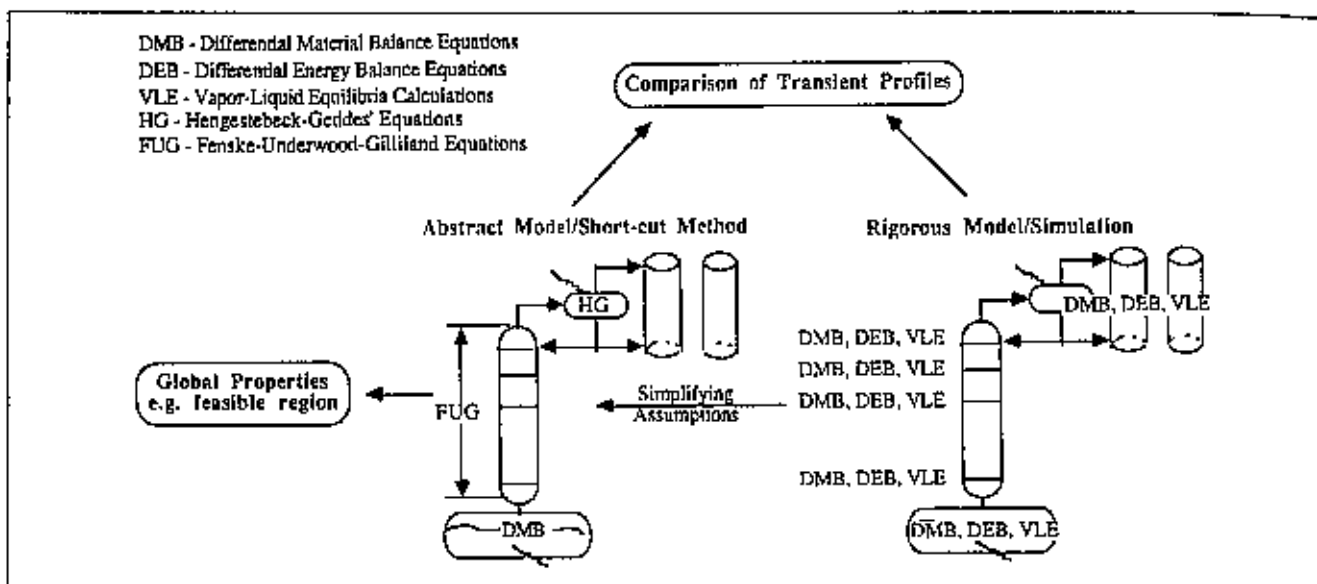 DMB - Differential Material Balance Equations
DEB - Differential Energy Balance Equations
VLE - Vapor-Liquid Equilibria Calculations
HG - Hengestebeck-Geddes' Equations
FUG - Fenske-Underwood-Gilliland Equations
Comparison of Transient Profiles
Abstract Model/Short-cut Method
Rigorous Model/Simulation
HG
DMB, DEB, VLE
DMB, DEB, VLE
DMB, DEB, VLE
Global Properties
e.g. feasible region
FUG
Simplifying
Assumptions
DMB, DEB, VLE
DMB, DEB, VLE
DMB
DMB, DEB, VLE